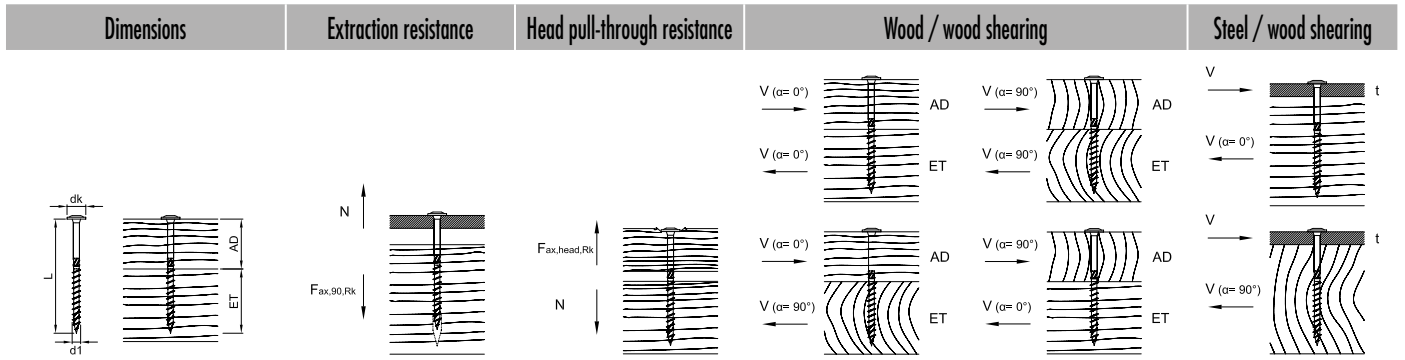 Dimensions
Extraction resistance
Head pull-through resistance
Wood / wood shearing
Steel / wood shearing
dk
L
d1
AD
ET
N
Fax,90,Rk
Fax,head,Rk
N
V (α= 0°)
AD
V (α= 0°)
ET
V (α= 90°)
AD
V (α= 90°)
ET
V (α= 0°)
AD
V (α= 90°)
ET
V (α= 90°)
AD
V (α= 0°)
ET
V
t
V (α= 0°)
V
t
V (α= 90°)